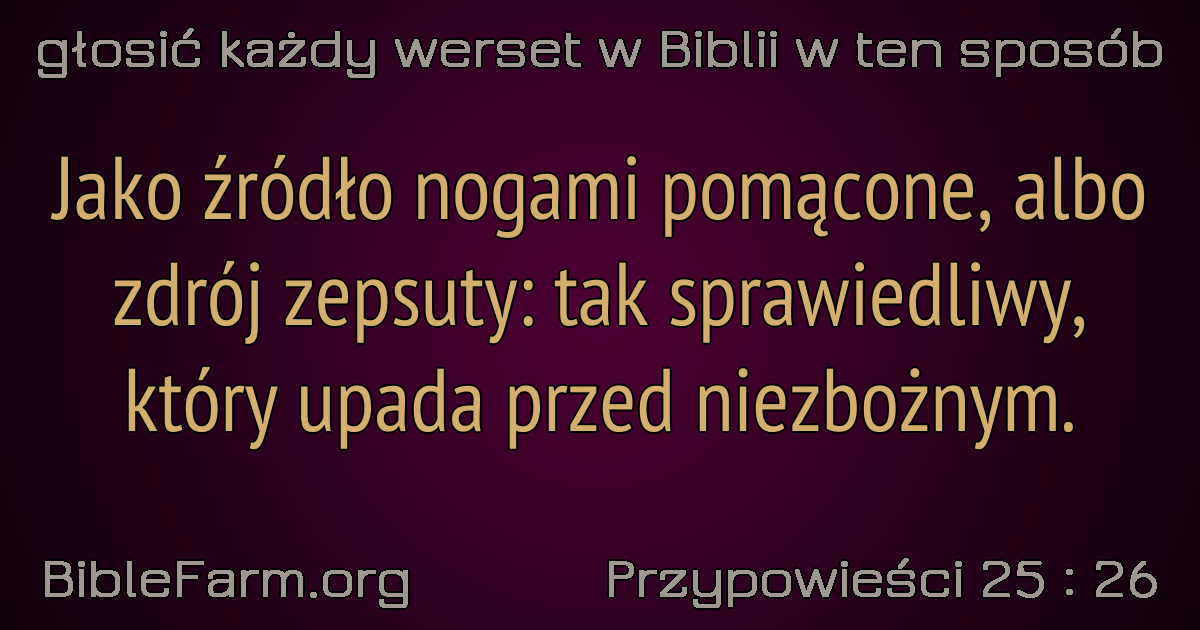 głosić każdy werset w Biblii w ten sposób
Jako źródło nogami pomącone, albo
zdrój zepsuty: tak sprawiedliwy,
który upada przed niezbożnym.
BibleFarm.org
Przypowieści 25 : 26